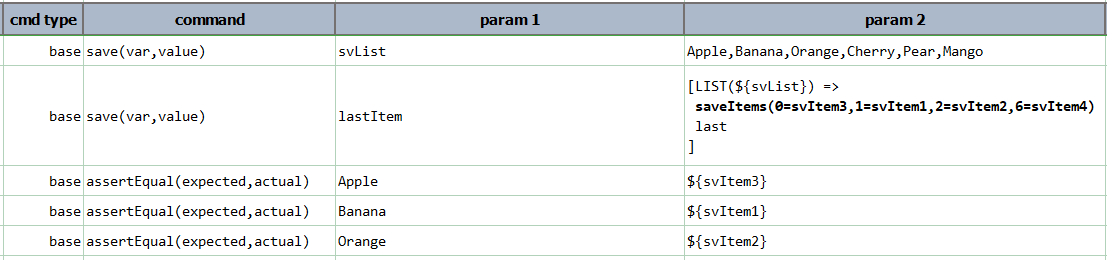 cmd type command param 1 param 2
base save(var,value) svList Apple,Banana,Orange,Cherry,Pear,Mango
base save(var,value) lastItem [LIST(${svList}) =>
saveItems(0=svItem3,1=svItem1,2=svItem2,6=svItem4)
last
]
base assertEqual(expected,actual) Apple ${svItem3}
base assertEqual(expected,actual) Banana ${svItem1}
base assertEqual(expected,actual) Orange ${svItem2}